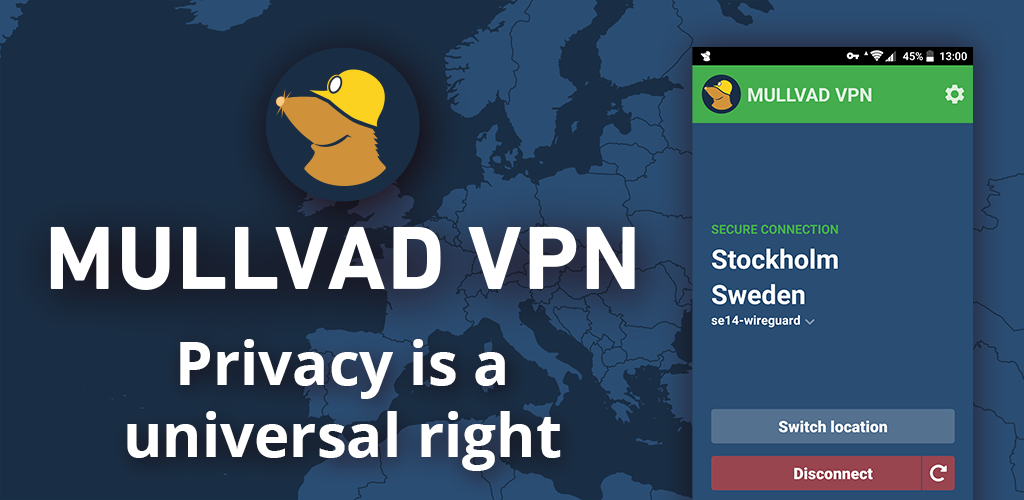 MULLVAD VPN
Privacy is a
universal right
45% 13:00
MULLVAD VPN
SECURE CONNECTION
Stockholm
Sweden
se14-wireguard
Switch location
Disconnect